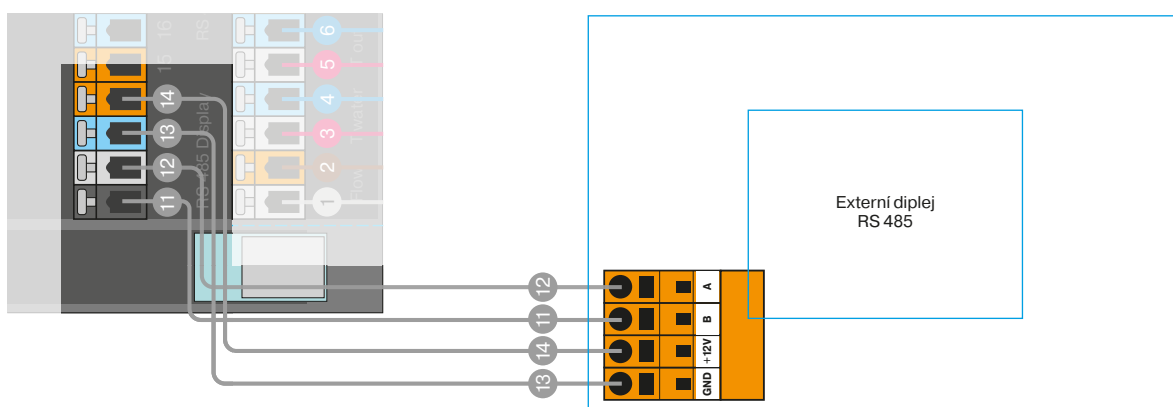 16
15
14
13
12
11
RS
RS 485 Display
6
5
4
3
2
1
T out
T water
Flow
12
11
14
13
A
B
+12V
GND
Externí diplej
RS 485